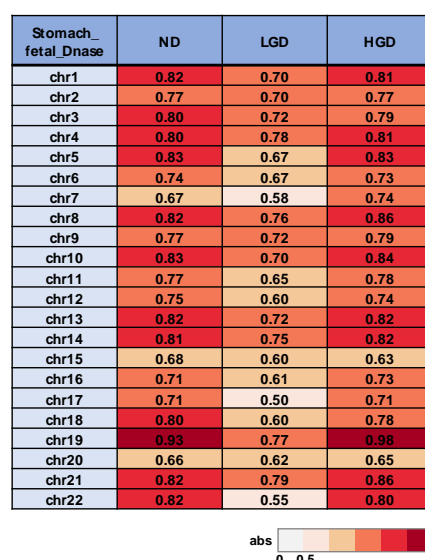 Stomach_
fetal_Dnase ND LGD HGD
chr1 0.82 0.70 0.81
chr2 0.77 0.70 0.77
chr3 0.80 0.72 0.79
chr4 0.80 0.78 0.81
chr5 0.83 0.67 0.83
chr6 0.74 0.67 0.73
chr7 0.67 0.58 0.74
chr8 0.82 0.76 0.86
chr9 0.77 0.72 0.79
chr10 0.83 0.70 0.84
chr11 0.77 0.65 0.78
chr12 0.75 0.60 0.74
chr13 0.82 0.72 0.82
chr14 0.81 0.75 0.82
chr15 0.68 0.60 0.63
chr16 0.71 0.61 0.73
chr17 0.71 0.50 0.71
chr18 0.80 0.60 0.78
chr19 0.93 0.77 0.98
chr20 0.66 0.62 0.65
chr21 0.82 0.79 0.86
chr22 0.82 0.55 0.80
abs
0 0.5